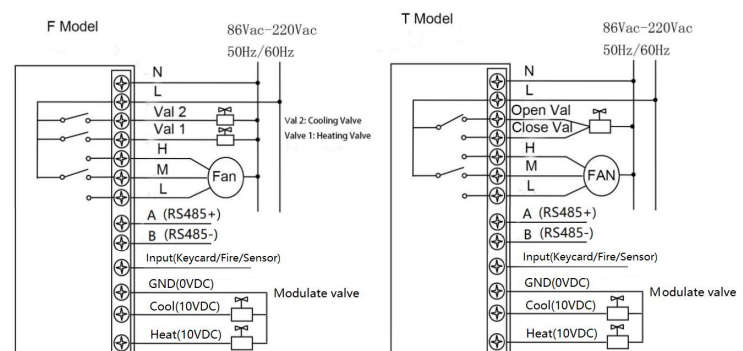 F Model
86Vac-220Vac
50Hz/60Hz
N
L
Val 2
Val 1
Val 2: Cooling Valve
Valve 1: Heating Valve
H
M
L
Fan
A (RS485+)
B (RS485-)
Input(Keycard/Fire/Sensor)
GND(0VDC)
Cool(10VDC)
Modulate valve
Heat(10VDC)
T Model
86Vac-220Vac
50Hz/60Hz
N
L
Open Val
Close Val
H
M
L
FAN
A (RS485+)
B (RS485-)
Input(Keycard/Fire/Sensor)
GND(0VDC)
Cool(10VDC)
Modulate valve
Heat(10VDC)